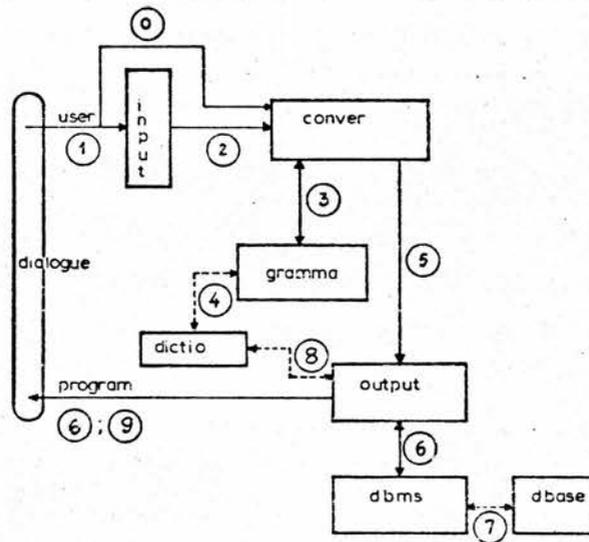 0
user
input
conver
1
2
3
gramma
dialogue
5
4
dictio
8
program
output
6 ; 9
6
dbms
dbase
7